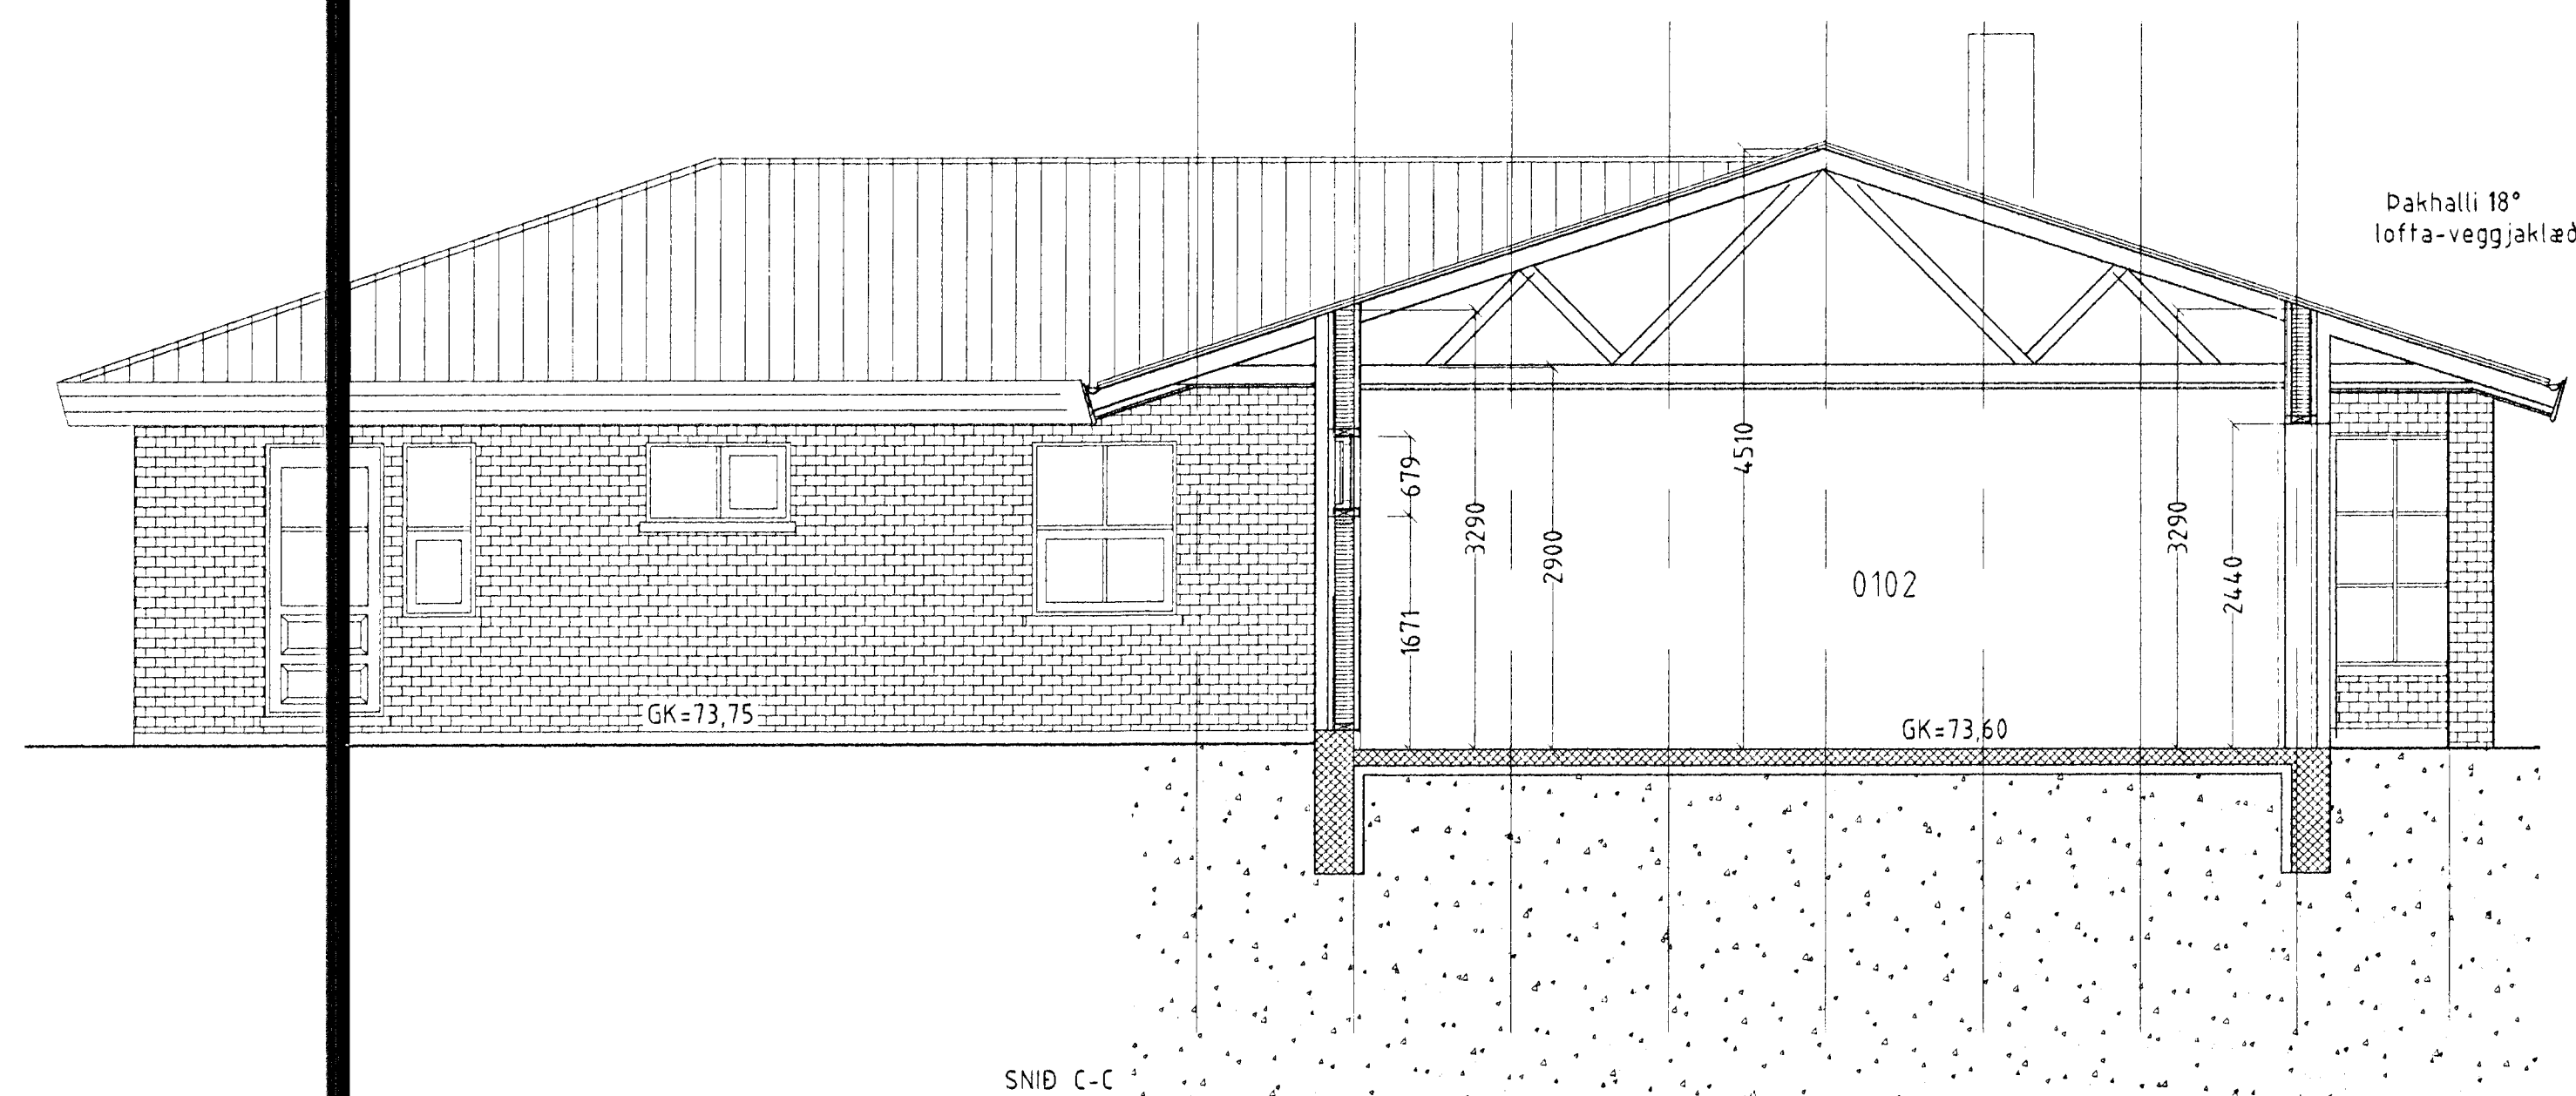 Þakhalli 18°
lofta-veggjaklæð
679
3290
4510
2900
1671
3290
2440
0102
GK=73,75
GK=73,60
SNIÐ C-C